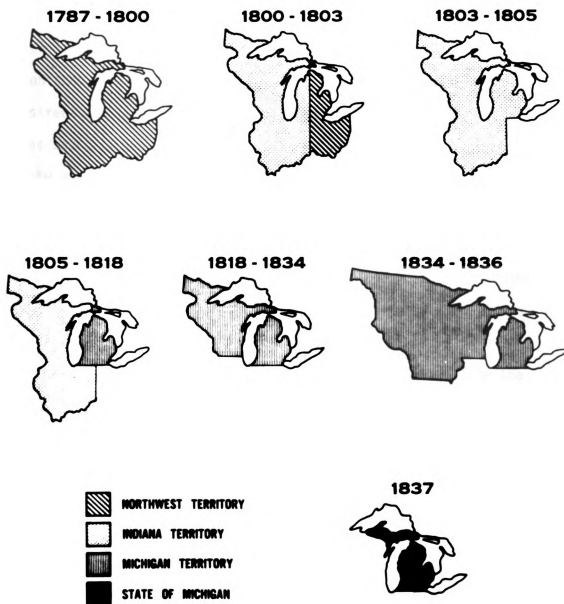 1787 - 1800
1800 - 1803
1803 - 1805
1805 - 1818
1818 - 1834
1834 - 1836
1837
NORTHWEST TERRITORY
INDIANA TERRITORY
MICHIGAN TERRITORY
STATE OF MICHIGAN